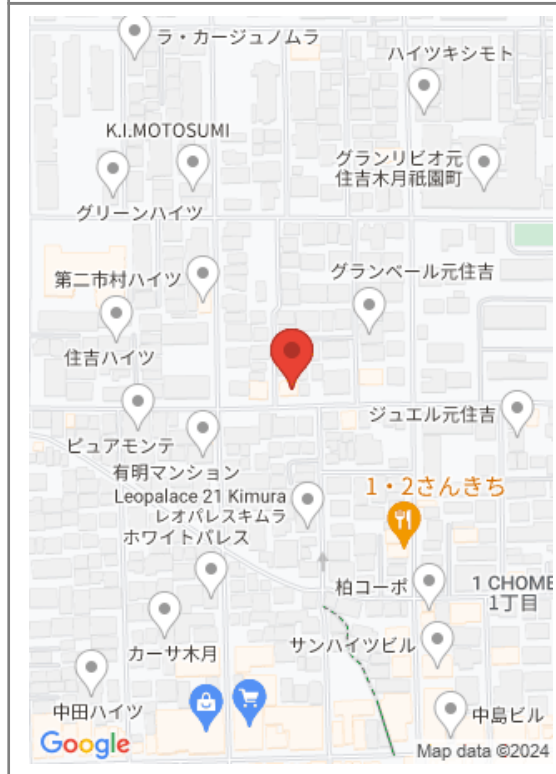 ラ・カージュノムラ
ハイツキシモト
K.I.MOTOSUMI
グランリビオ元
住吉木月祗園町
グリーンハイツ
第二市村ハイツ
グランベール元住吉
住吉ハイツ
ジュエル元住吉
ピュアモンテ
有明マンション
Leopalace 21 Kimura
レオパレスキムラ
1・2さんきち
ホワイトパレス
柏コーポ
1 CHOME
1丁目
カーサ木月
サンハイツビル
中田ハイツ
中島ビル
Google
Map data ©2024